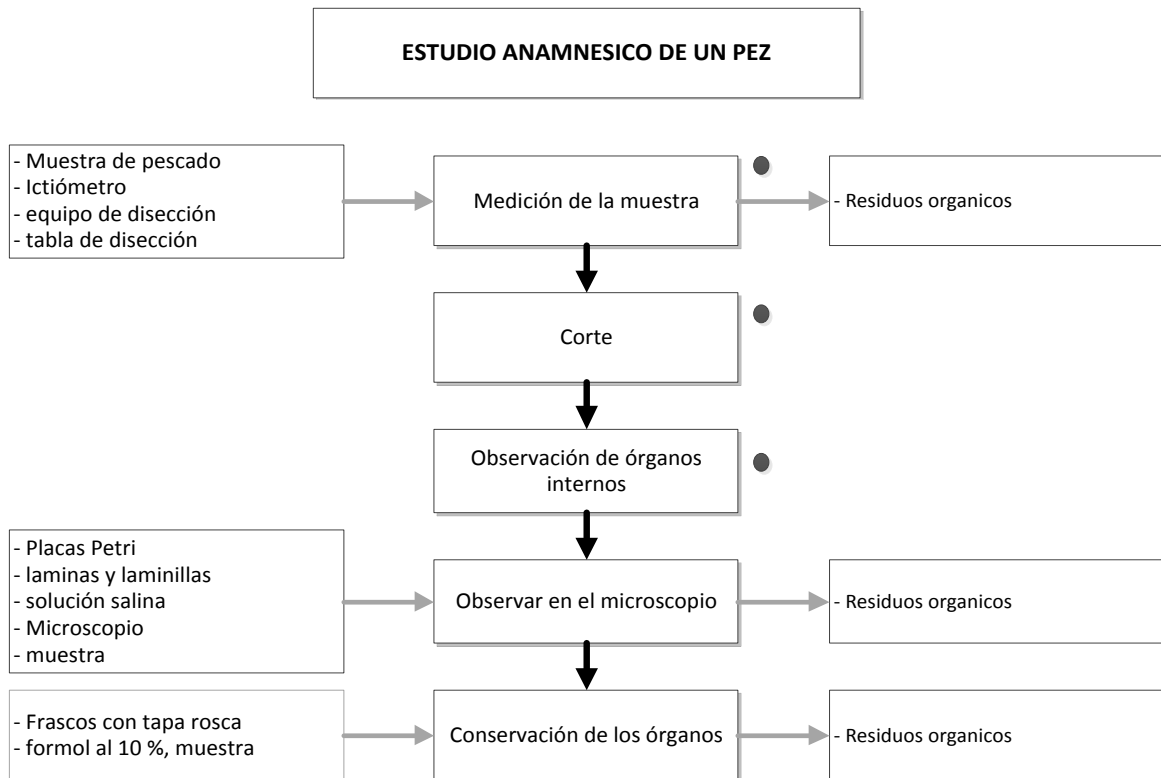 ESTUDIO ANAMNESICO DE UN PEZ
- Muestra de pescado
- Ictiómetro
- equipo de disección
- tabla de disección
Medición de la muestra
- Residuos organicos
Corte
Observación de órganos
internos
- Placas Petri
- laminas y laminillas
- solución salina
- Microscopio
- muestra
Observar en el microscopio
- Residuos organicos
- Frascos con tapa rosca
- formol al 10 %, muestra
Conservación de los órganos
- Residuos organicos